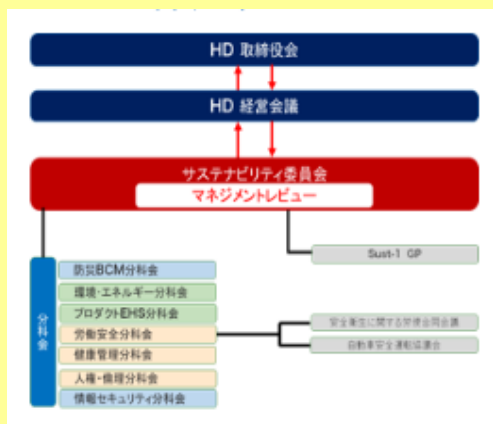 HD 取締役会
HD 経営会議
サステナビリティ委員会
マネジメントレビュー
Sust-1 GP
分科会
防災BCM分科会
環境・エネルギー分科会
プロダクトEHS分科会
労働安全分科会
健康管理分科会
人権・倫理分科会
情報セキュリティ分科会
安全衛生に関する労使合同会議
自動車安全運転協議会